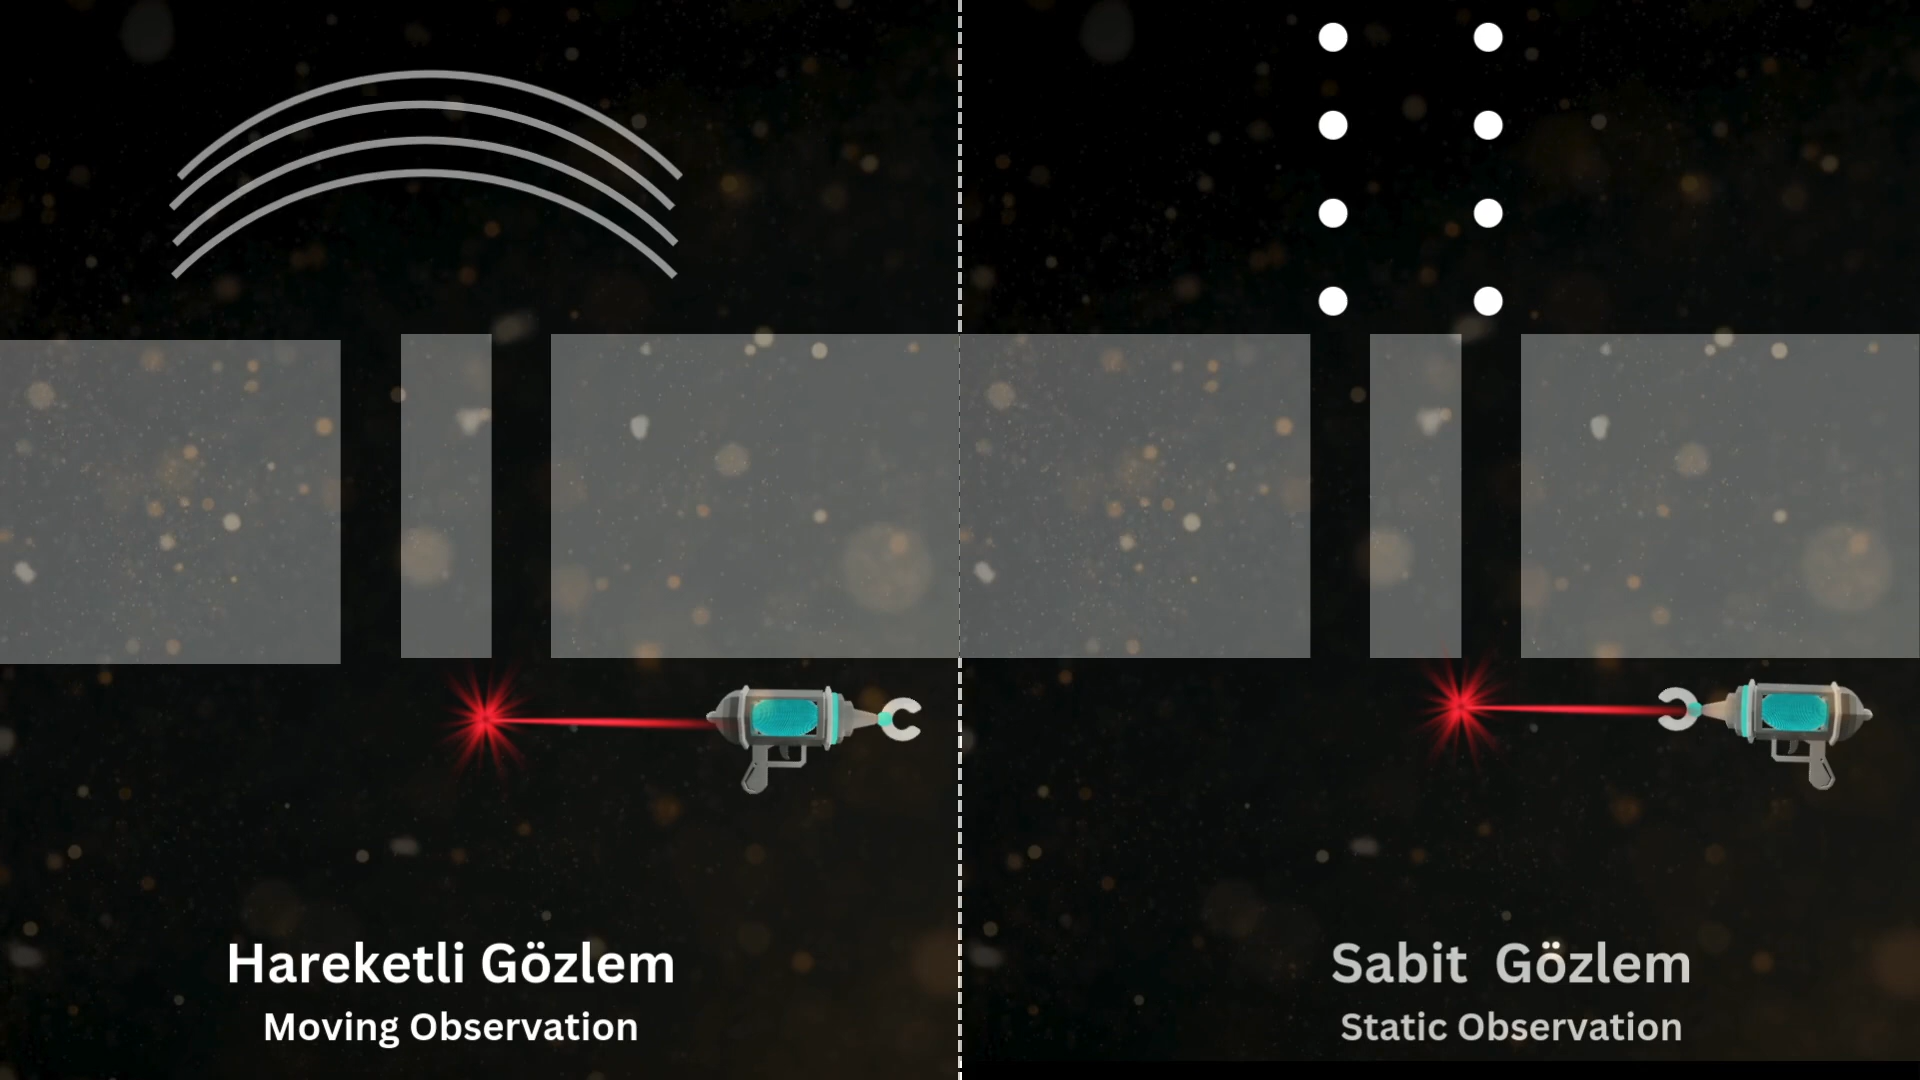 Hareketli Gözlem
Moving Observation
Sabit Gözlem
Static Observation